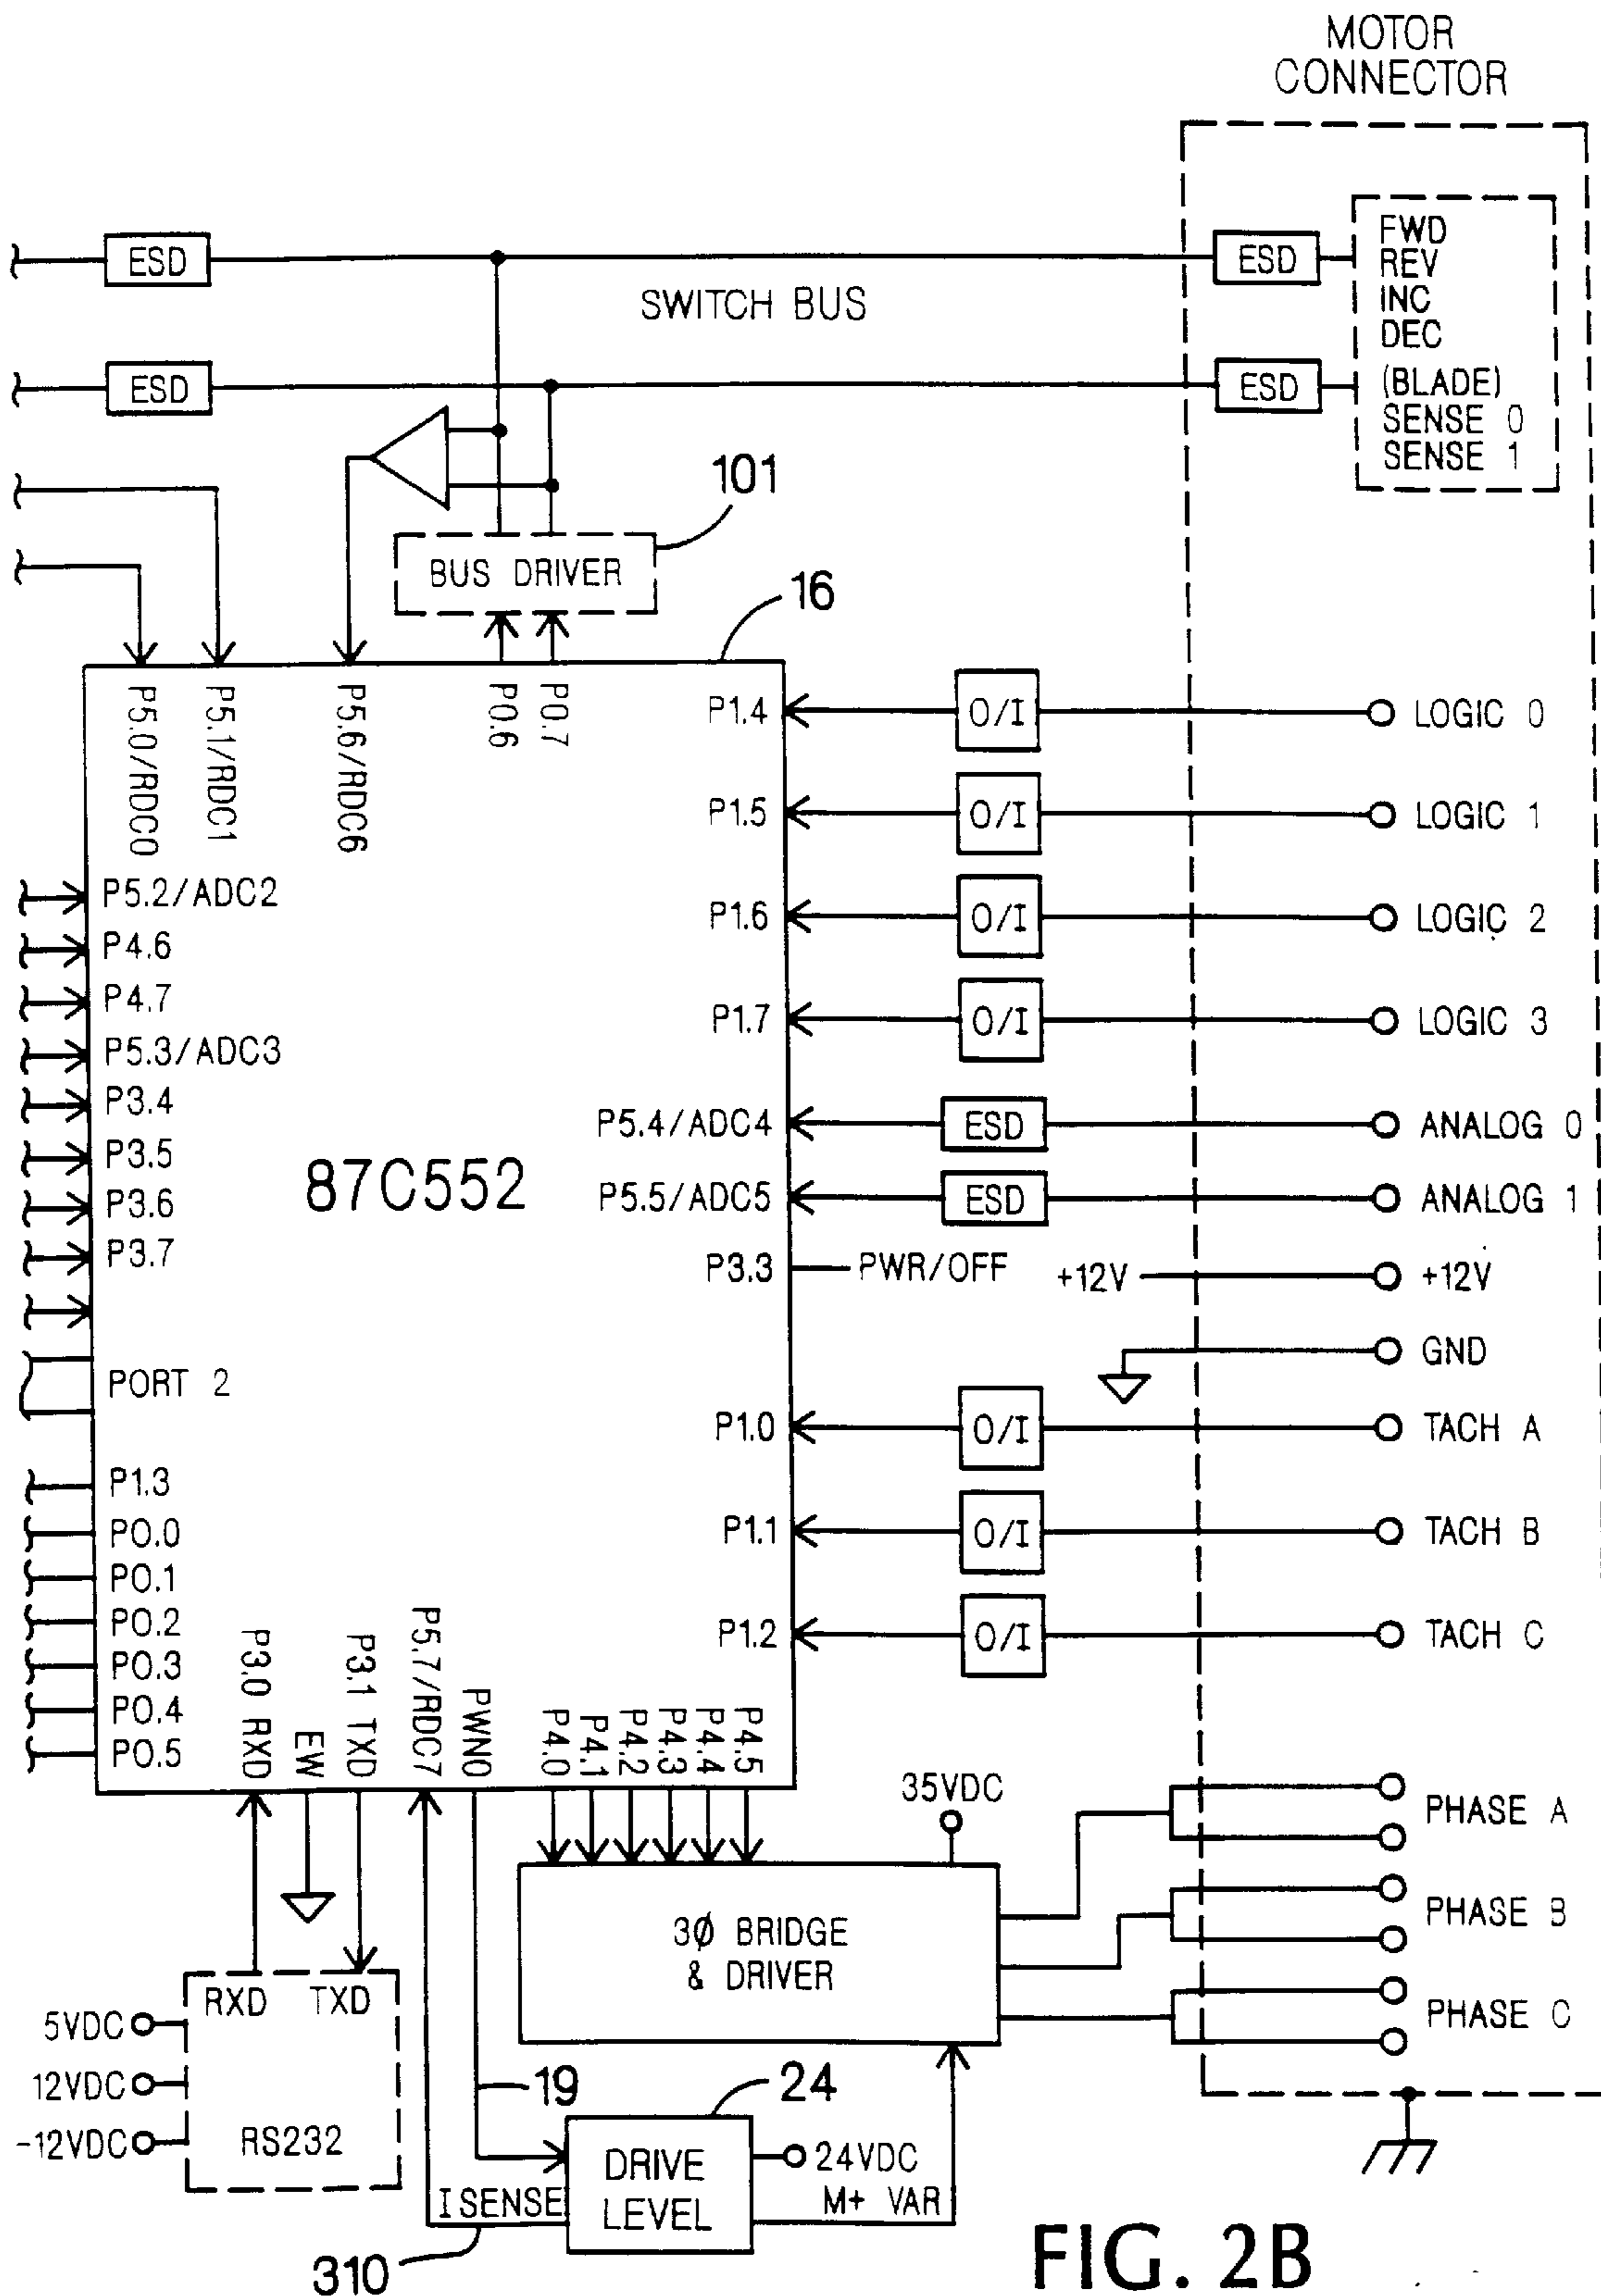 MOTOR
CONNECTOR
ESD
ESD
FWD
REV
INC
DEC
SWITCH BUS
ESD
ESD
(BLADE)
SENSE 0
SENSE 1
101
BUS DRIVER
16
P5.0/RDC0
P5.1/RDC1
P5.6/RDC6
P0.6
P0.7
P1.4
O/I
LOGIC 0
P1.5
O/I
LOGIC 1
P5.2/ADC2
P1.6
O/I
LOGIC 2
P4.6
P4.7
P1.7
O/I
LOGIC 3
P5.3/ADC3
P3.4
P5.4/ADC4
ESD
ANALOG 0
P3.5
87C552
P5.5/ADC5
ESD
ANALOG 1
P3.6
P3.7
P3.3
PWR/OFF
+12V
+12V
GND
PORT 2
P1.0
O/I
TACH A
P1.3
P0.0
P1.1
O/I
TACH B
P0.1
P0.2
P1.2
O/I
TACH C
P0.3
P0.4
P0.5
P3.0 RXD
EW
P3.1 TXD
P5.7/RDC7
PWN0
P4.0
P4.1
P4.2
P4.3
P4.4
P4.5
35VDC
PHASE A
3Ø BRIDGE
& DRIVER
PHASE B
PHASE C
RXD TXD
5VDC
12VDC
-12VDC
RS232
19
24
DRIVE
LEVEL
24VDC
M+ VAR
ISENSE
310
FIG. 2B